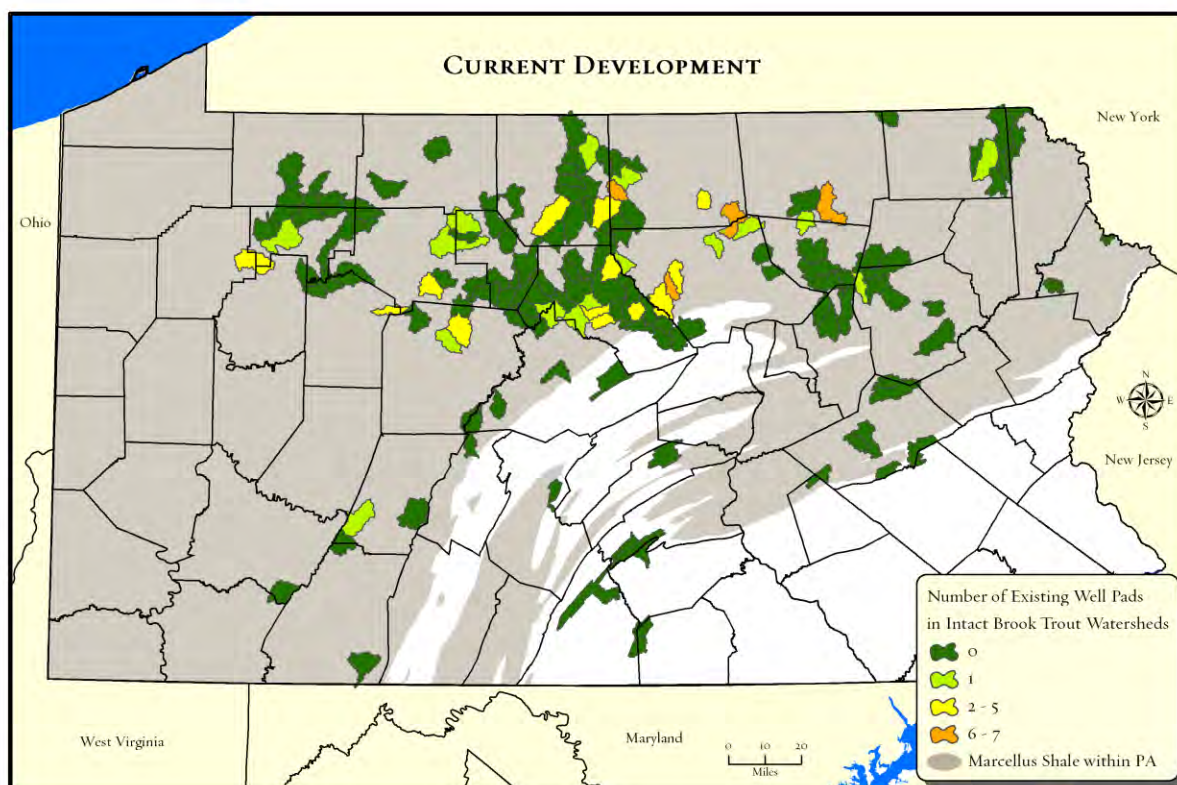 CURRENT DEVELOPMENT
New York
Ohio
N
W E
S
New Jersey
Number of Existing Well Pads
in Intact Brook Trout Watersheds
0
1
2 - 5
6 - 7
Marcellus Shale within PA
West Virginia
Maryland
0 10 20
Miles